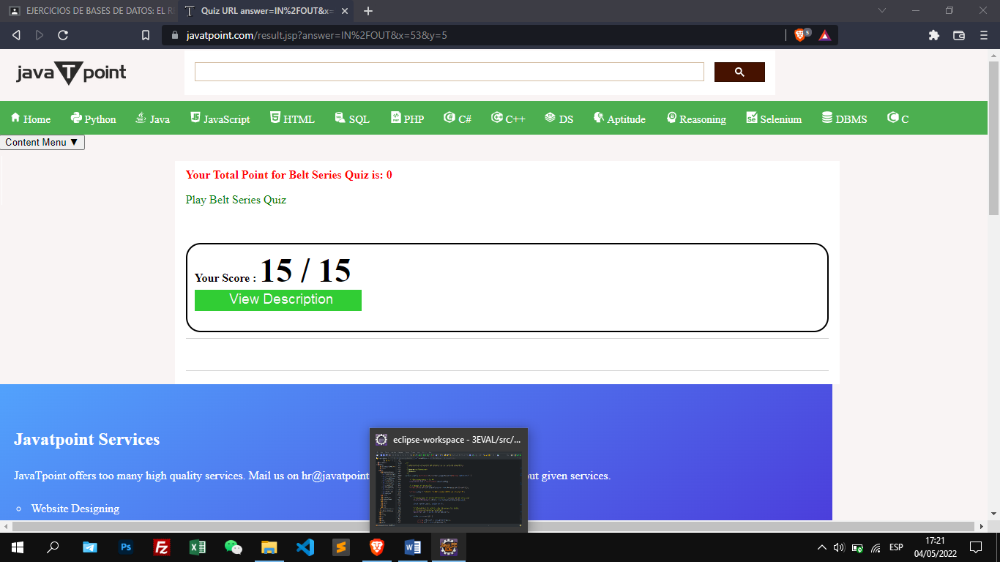 EJERCICIOS DE BASES DE DATOS: EL R
Quiz URL answer=IN%2FOUT&x=
javatpoint.com/result.jsp?answer=IN%2FOUT&x=53&y=5
5
javaTpoint
Home Python Java JavaScript HTML SQL PHP C# C++ DS Aptitude Reasoning Selenium DBMS C
Content Menu ▼
Your Total Point for Belt Series Quiz is: 0
Play Belt Series Quiz
Your Score : 15 / 15
View Description
Javatpoint Services
JavaTpoint offers too many high quality services. Mail us on hr@javatpoint
out given services.
Website Designing
eclipse-workspace - 3EVAL/src/...
Ps
Fz
ESP
17:21
04/05/2022